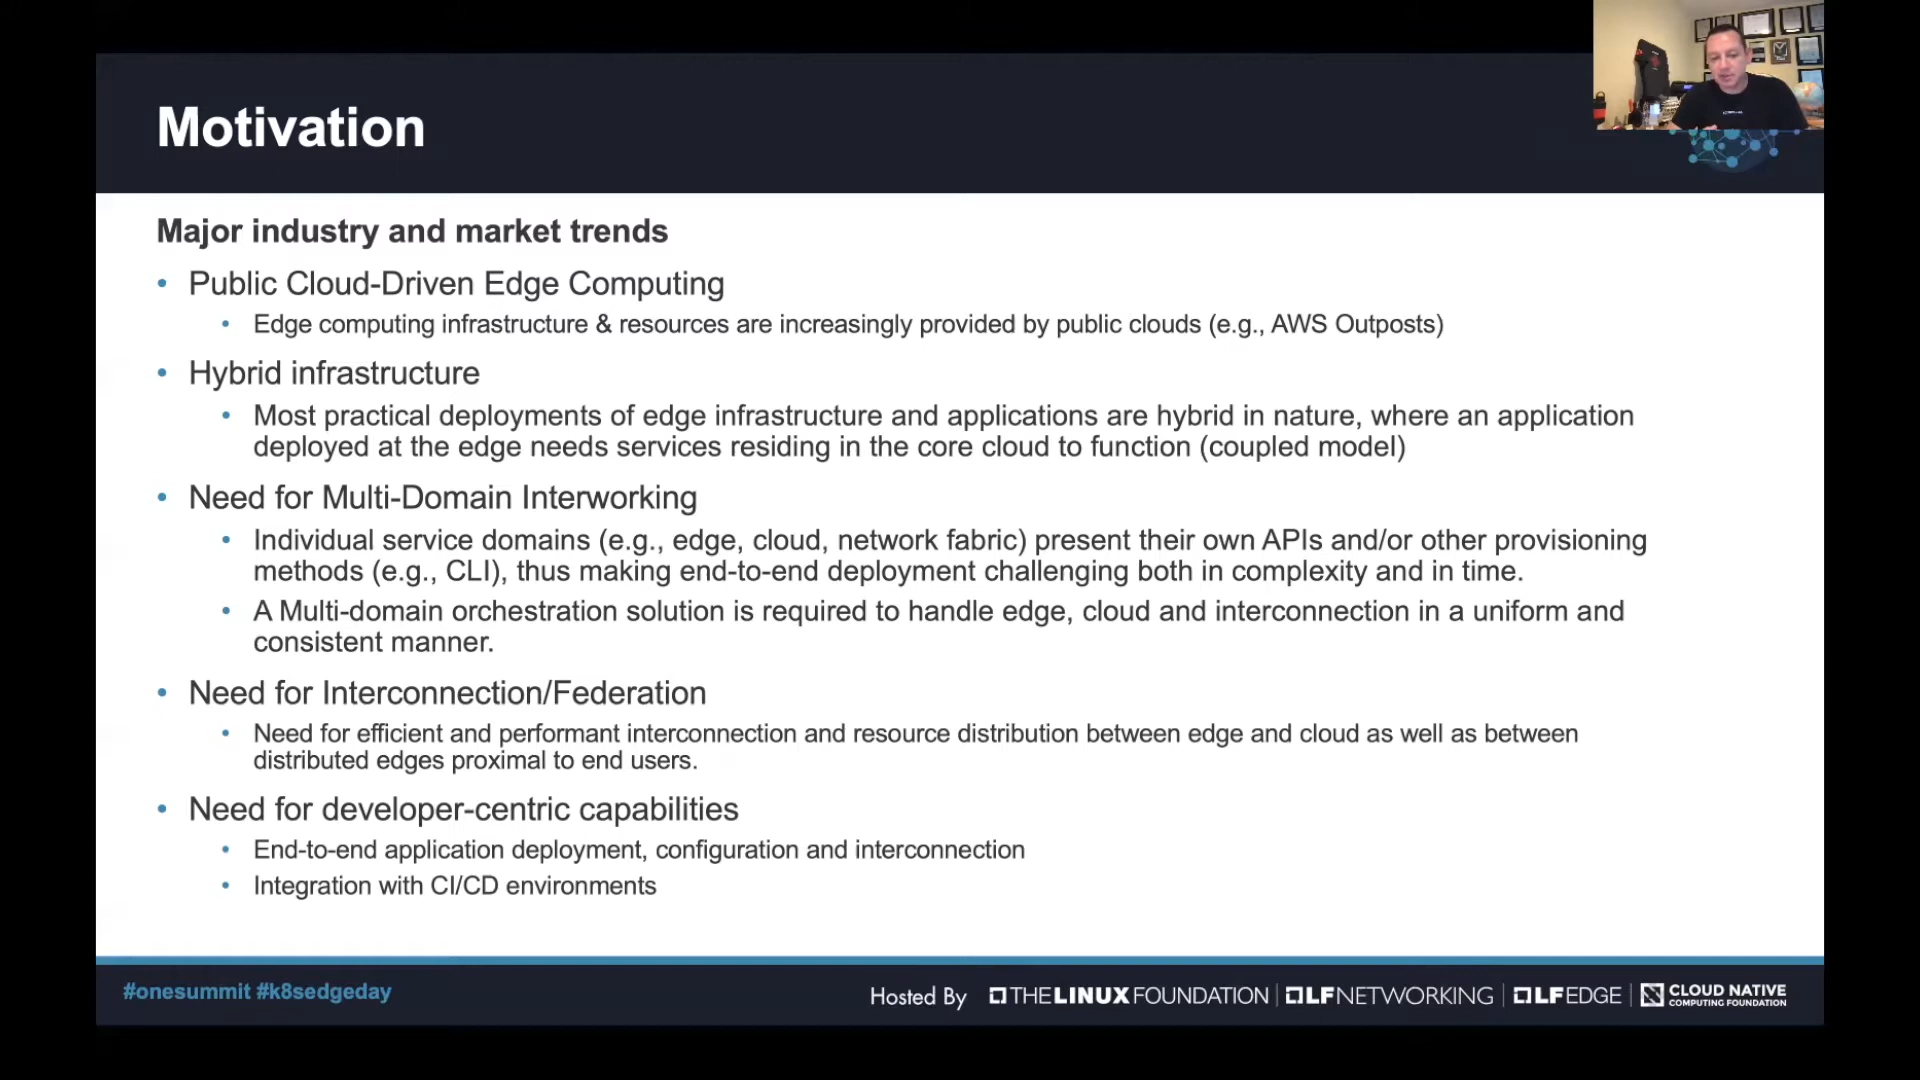 Motivation
Major industry and market trends
• Public Cloud-Driven Edge Computing
• Edge computing infrastructure & resources are increasingly provided by public clouds (e.g., AWS Outposts)
• Hybrid infrastructure
• Most practical deployments of edge infrastructure and applications are hybrid in nature, where an application
deployed at the edge needs services residing in the core cloud to function (coupled model)
• Need for Multi-Domain Interworking
• Individual service domains (e.g., edge, cloud, network fabric) present their own APIs and/or other provisioning
methods (e.g., CLI), thus making end-to-end deployment challenging both in complexity and in time.
• A Multi-domain orchestration solution is required to handle edge, cloud and interconnection in a uniform and
consistent manner.
• Need for Interconnection/Federation
• Need for efficient and performant interconnection and resource distribution between edge and cloud as well as between
distributed edges proximal to end users.
• Need for developer-centric capabilities
• End-to-end application deployment, configuration and interconnection
• Integration with CI/CD environments
#onesummit #k8sedgeday
Hosted By THE LINUX FOUNDATION | LF NETWORKING | LF EDGE | CLOUD NATIVE
COMPUTING FOUNDATION